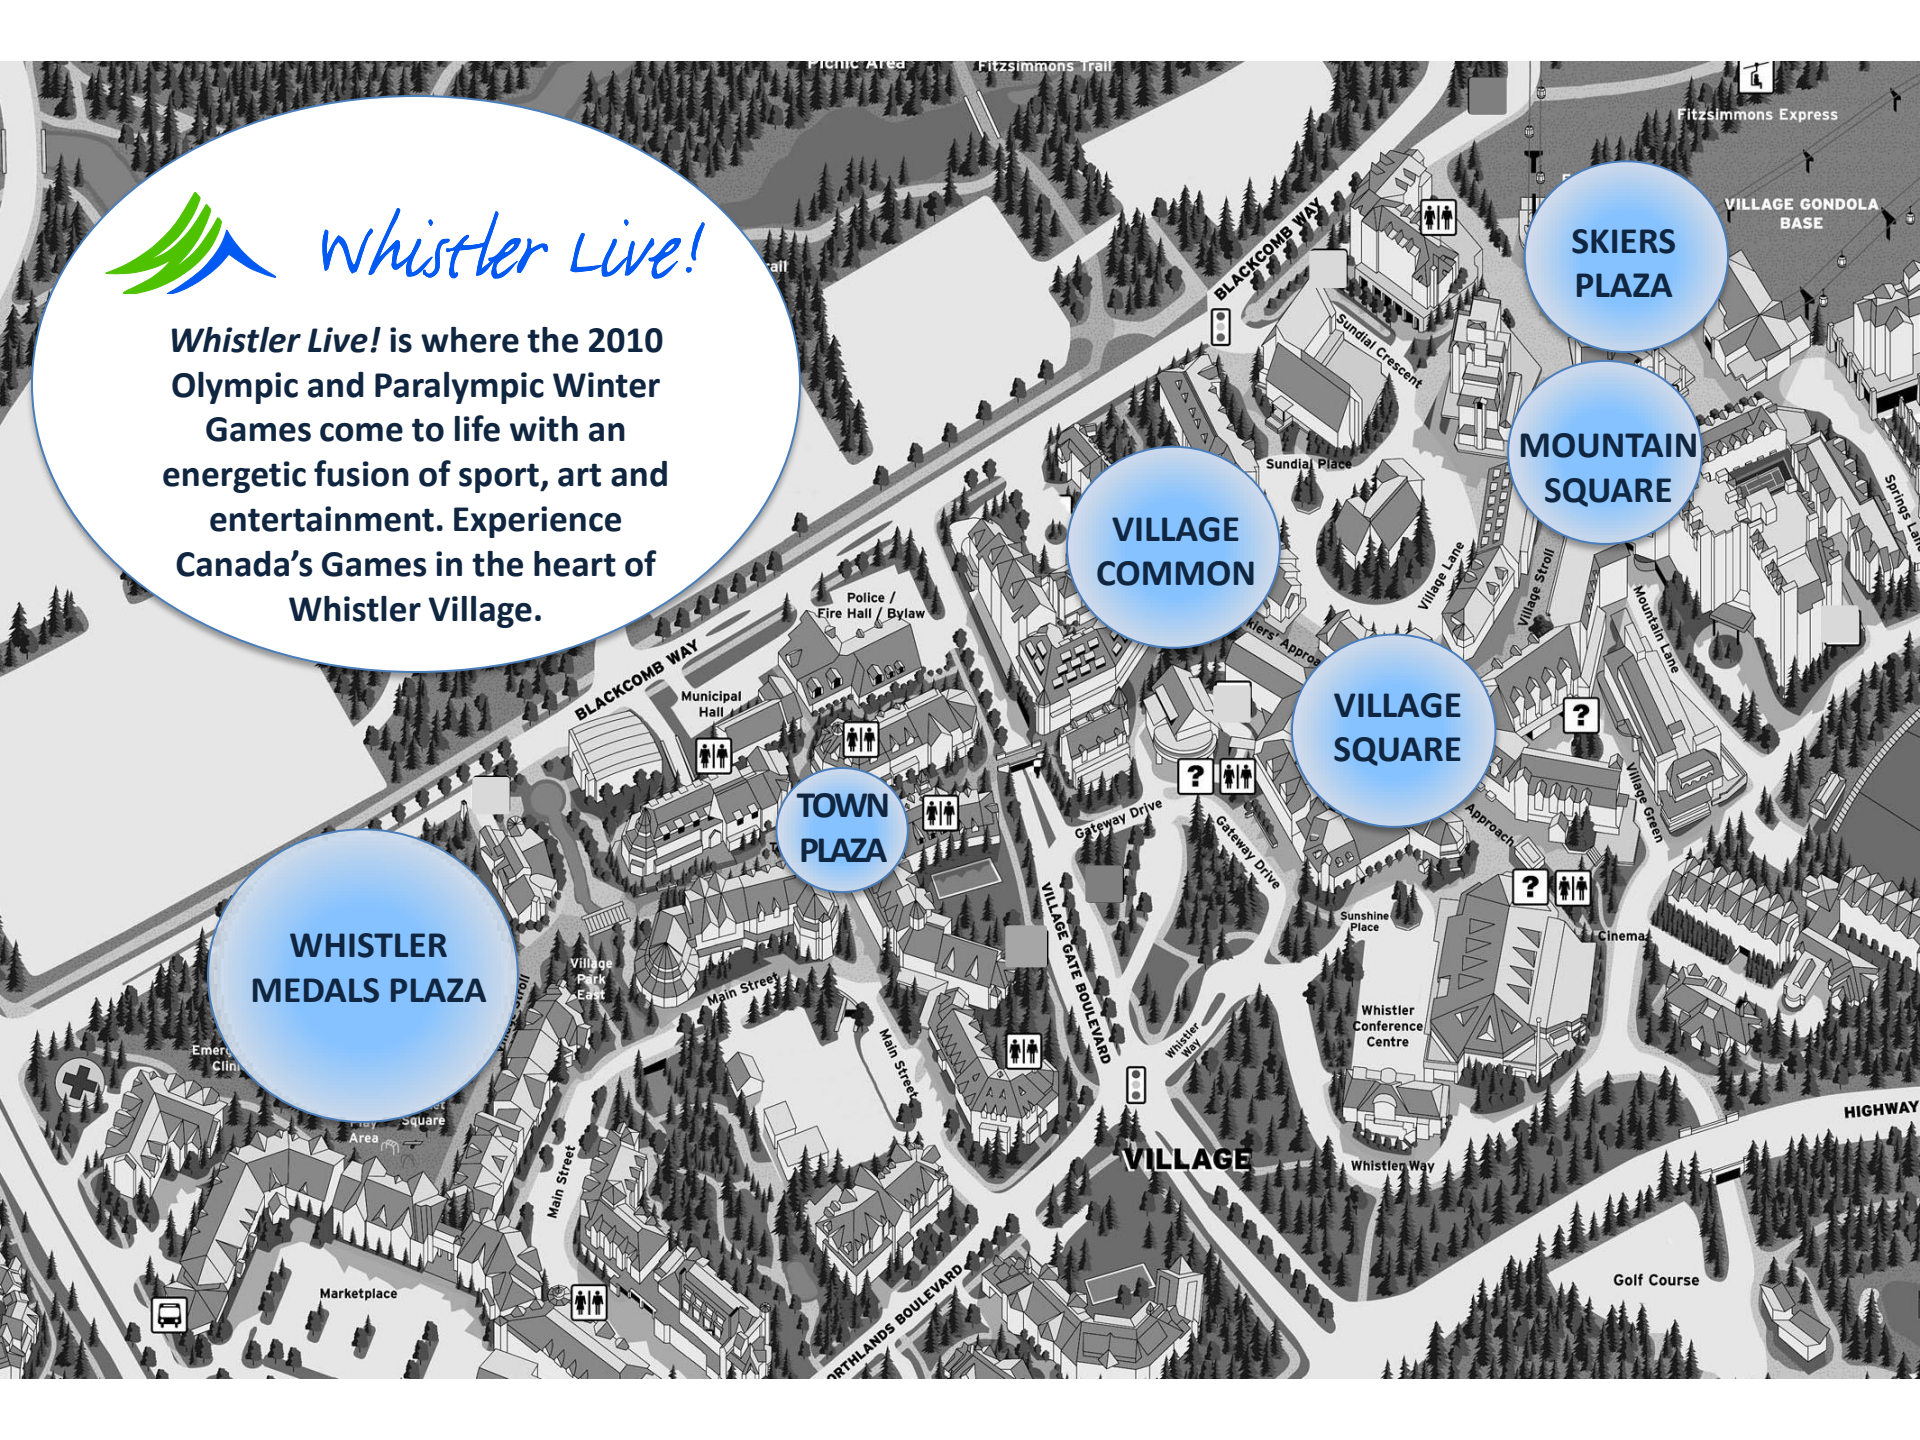 Picnic Area
Fitzsimmons Trail
Fitzsimmons Express
VILLAGE GONDOLA
BASE
SKIERS
PLAZA
BLACKCOMB WAY
Whistler Live!
Whistler Live! is where the 2010
Olympic and Paralympic Winter
Games come to life with an
energetic fusion of sport, art and
entertainment. Experience
Canada’s Games in the heart of
Whistler Village.
Sundial Crescent
MOUNTAIN
SQUARE
Sundial Place
Springs Lane
VILLAGE
COMMON
Village Lane
Village Stroll
Mountain Lane
Police /
Fire Hall / Bylaw
BLACKCOMB WAY
Municipal
Hall
VILLAGE
SQUARE
?
?
Village Green
TOWN
PLAZA
Gateway Drive
Gateway Drive
Approach
?
VILLAGE GATE BOULEVARD
Sunshine
Place
Cinema
WHISTLER
MEDALS PLAZA
Village
Park
East
Main Street
Main Street
Whistler
Way
Whistler
Conference
Centre
HIGHWAY
Square
Area
VILLAGE
Whistler Way
Main Street
Marketplace
Golf Course